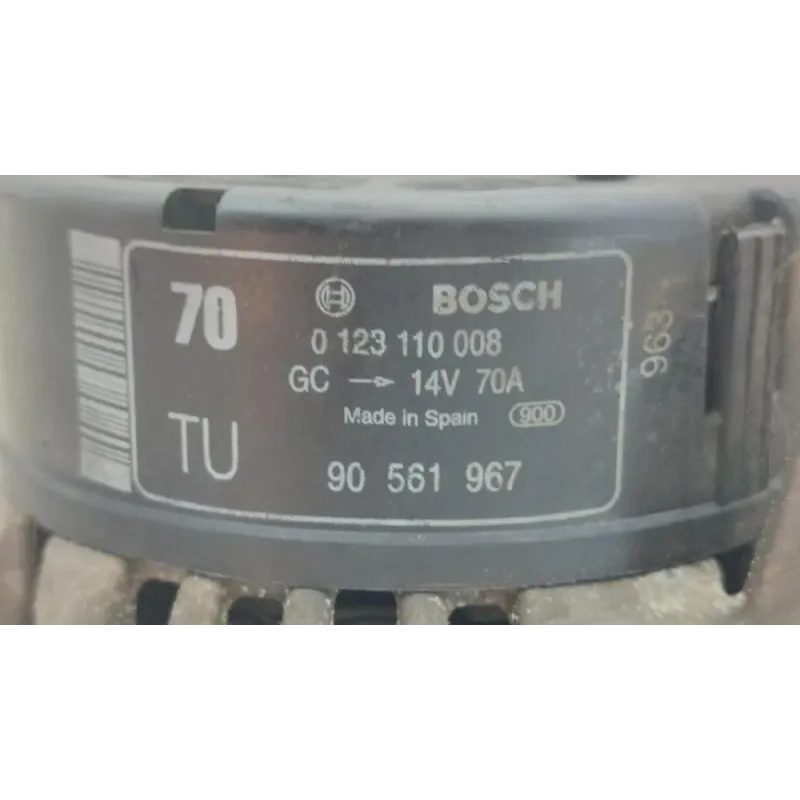 70 BOSCH
0 123 110 008
GC 14V 70A
Made in Spain 900
TU
90 561 967
963